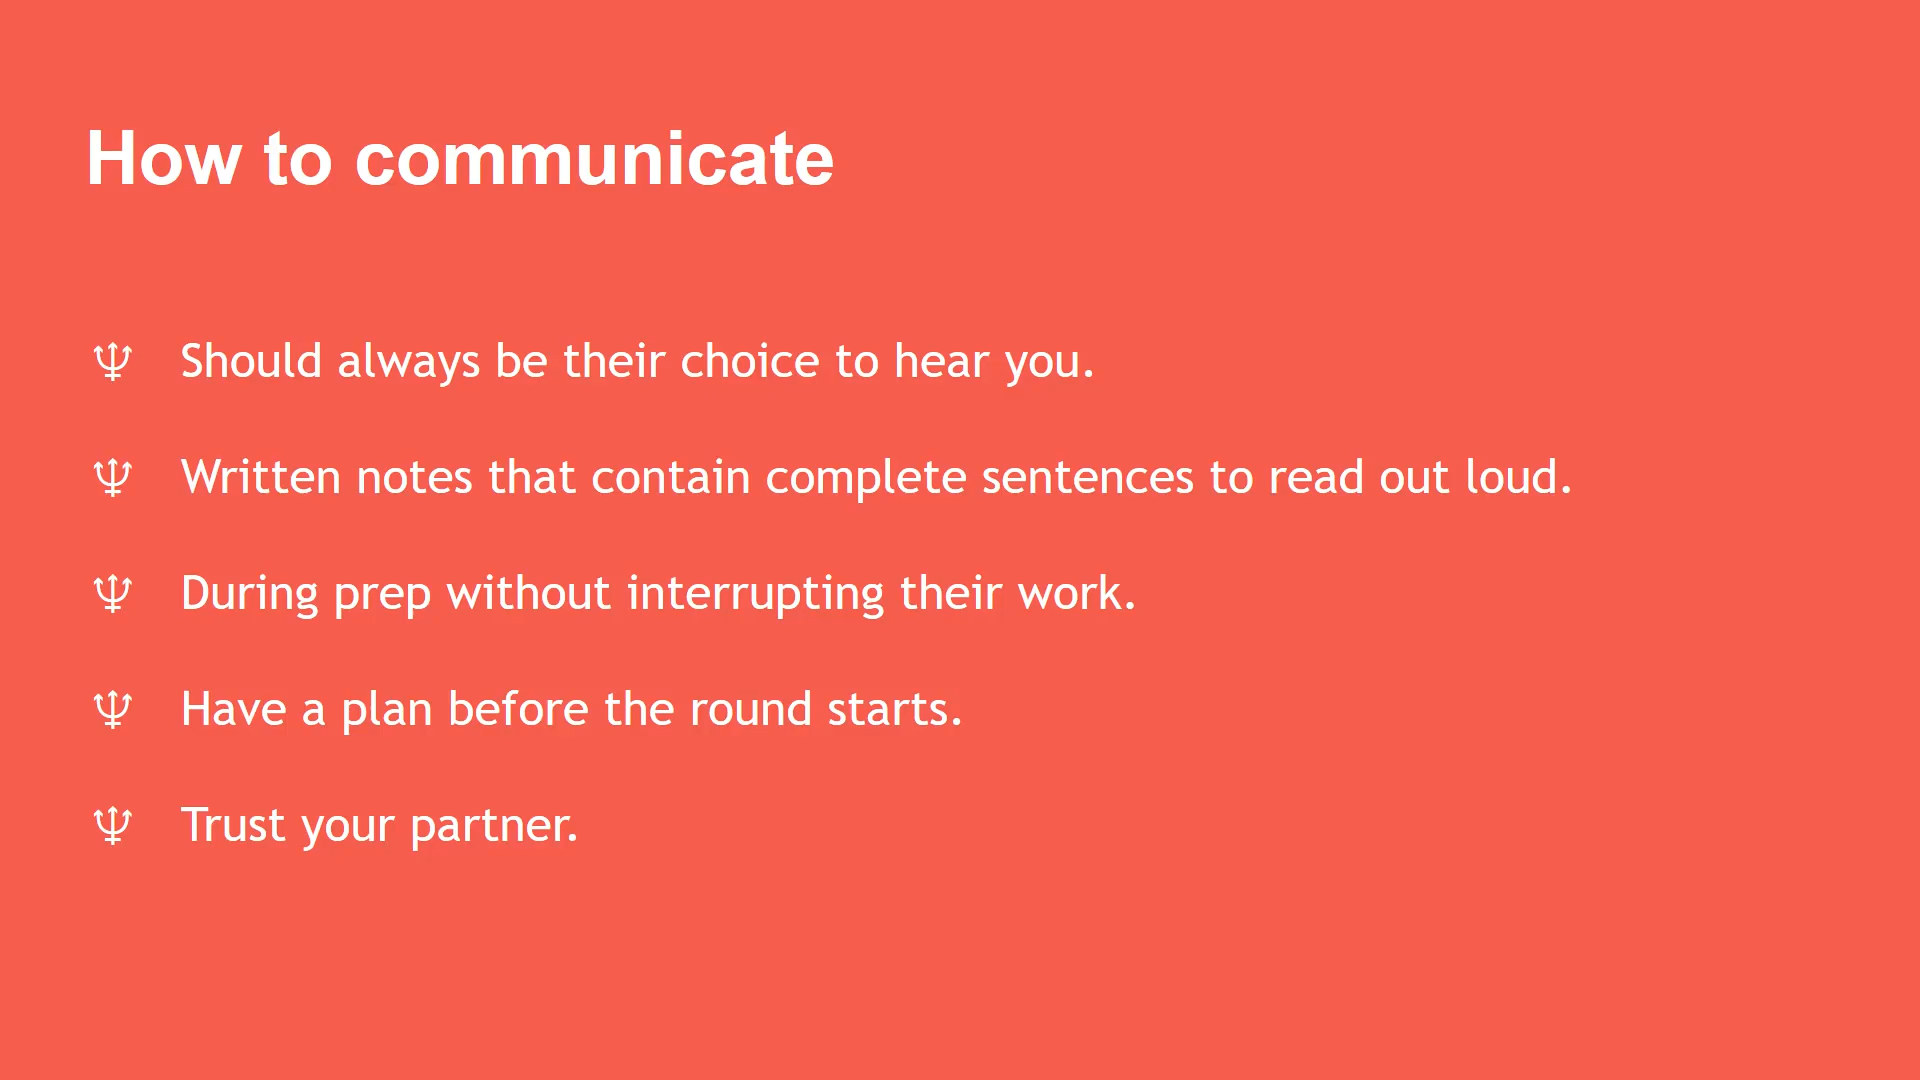 How to communicate
♆ Should always be their choice to hear you.
♆ Written notes that contain complete sentences to read out loud.
♆ During prep without interrupting their work.
♆ Have a plan before the round starts.
♆ Trust your partner.